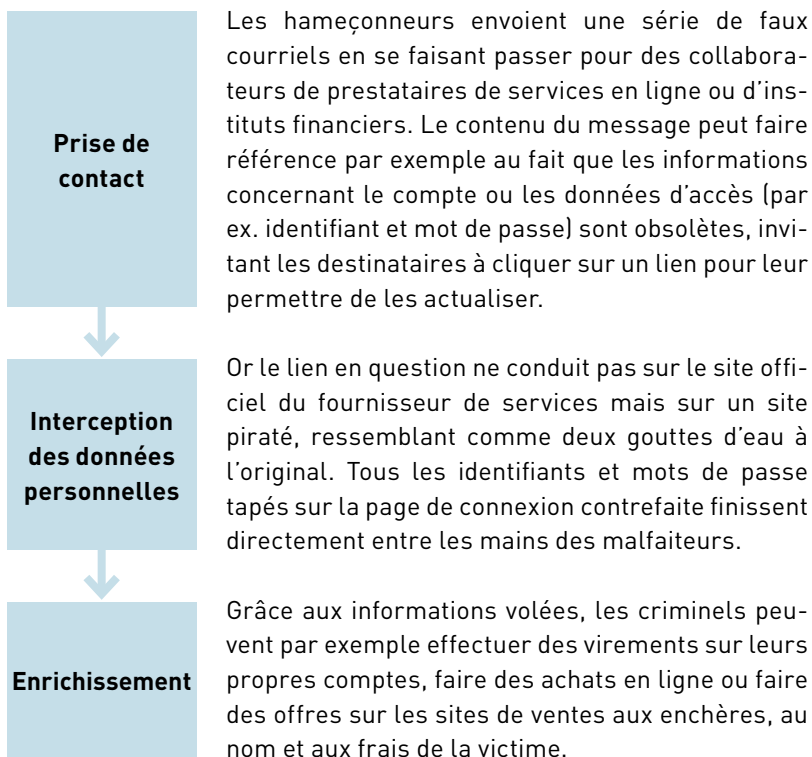 Prise de
contact
Les hameçonneurs envoient une série de faux
courriels en se faisant passer pour des collabora-
teurs de prestataires de services en ligne ou d’ins-
tituts financiers. Le contenu du message peut faire
référence par exemple au fait que les informations
concernant le compte ou les données d’accès (par
ex. identifiant et mot de passe) sont obsolètes, invi-
tant les destinataires à cliquer sur un lien pour leur
permettre de les actualiser.
Interception
des données
personnelles
Or le lien en question ne conduit pas sur le site offi-
ciel du fournisseur de services mais sur un site
piraté, ressemblant comme deux gouttes d’eau à
l’original. Tous les identifiants et mots de passe
tapés sur la page de connexion contrefaite finissent
directement entre les mains des malfaiteurs.
Enrichissement
Grâce aux informations volées, les criminels peu-
vent par exemple effectuer des virements sur leurs
propres comptes, faire des achats en ligne ou faire
des offres sur les sites de ventes aux enchères, au
nom et aux frais de la victime.